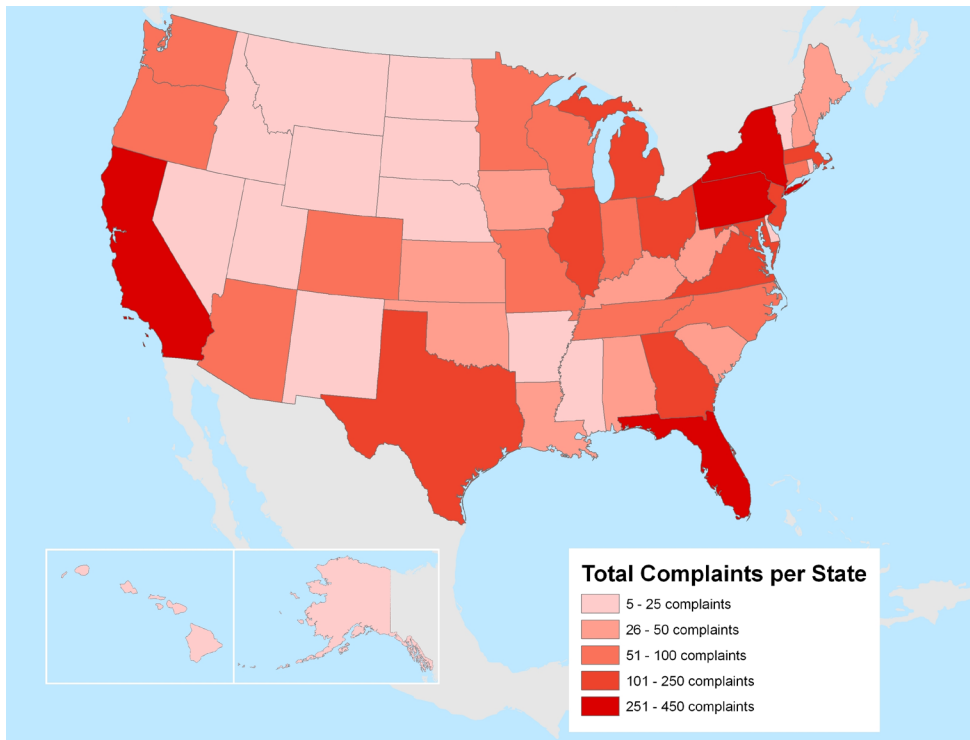 Total Complaints per State
5 - 25 complaints
26 - 50 complaints
51 - 100 complaints
101 - 250 complaints
251 - 450 complaints